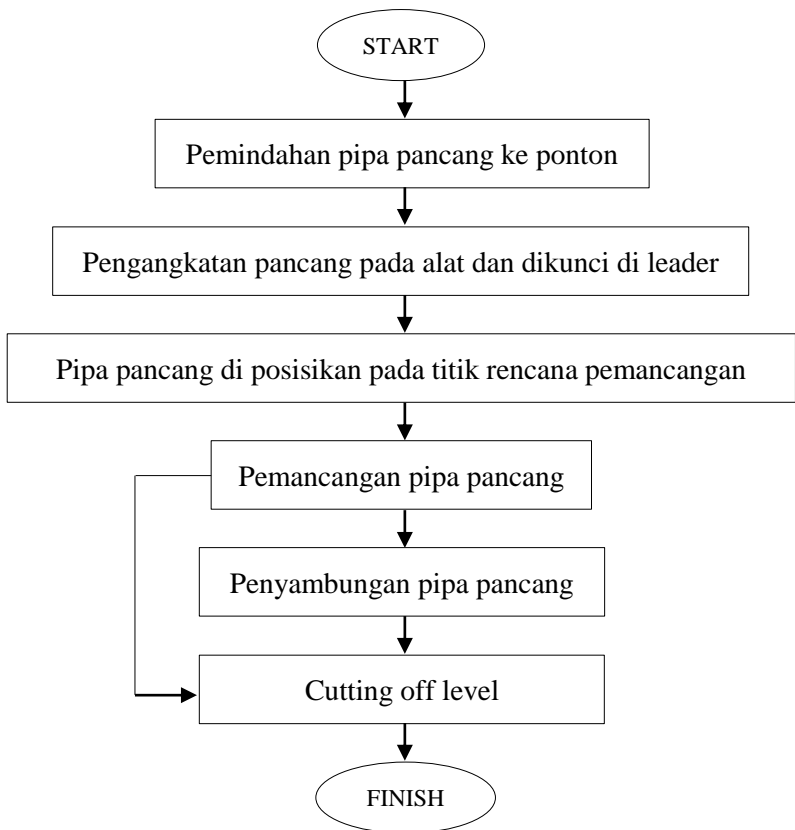 START
Pemindahan pipa pancang ke ponton
Pengangkatan pancang pada alat dan dikunci di leader
Pipa pancang di posisikan pada titik rencana pemancangan
Pemancangan pipa pancang
Penyambungan pipa pancang
Cutting off level
FINISH